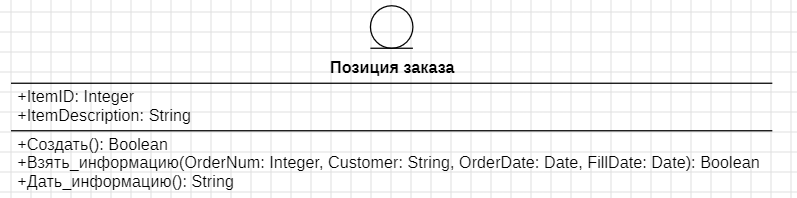 Позиция заказа
+ItemID: Integer
+ItemDescription: String
+Создать(): Boolean
+Взять_информацию(OrderNum: Integer, Customer: String, OrderDate: Date, FillDate: Date): Boolean
+Дать_информацию(): String